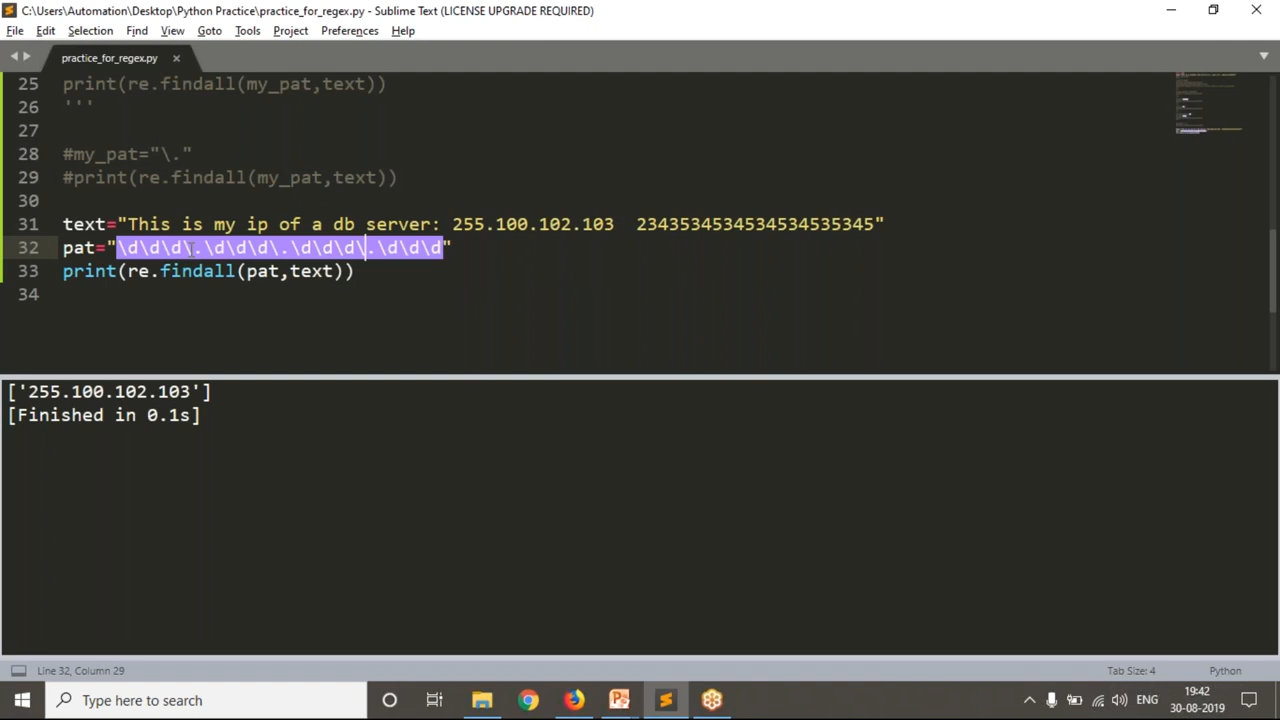 C:\Users\Automation\Desktop\Python Practice\practice_for_regex.py - Sublime Text (LICENSE UPGRADE REQUIRED)
File Edit Selection Find View Goto Tools Project Preferences Help
practice_for_regex.py
25 print(re.findall(my_pat,text))
26 '''
27
28 #my_pat="\."
29 #print(re.findall(my_pat,text))
30
31 text="This is my ip of a db server: 255.100.102.103  23435345345345345345345"
32 pat="\d\d\d\.\d\d\d\.\d\d\d\.\d\d\d"
33 print(re.findall(pat,text))
34
['255.100.102.103']
[Finished in 0.1s]
Line 32, Column 29 Tab Size: 4 Python
Type here to search ENG 19:42
30-08-2019